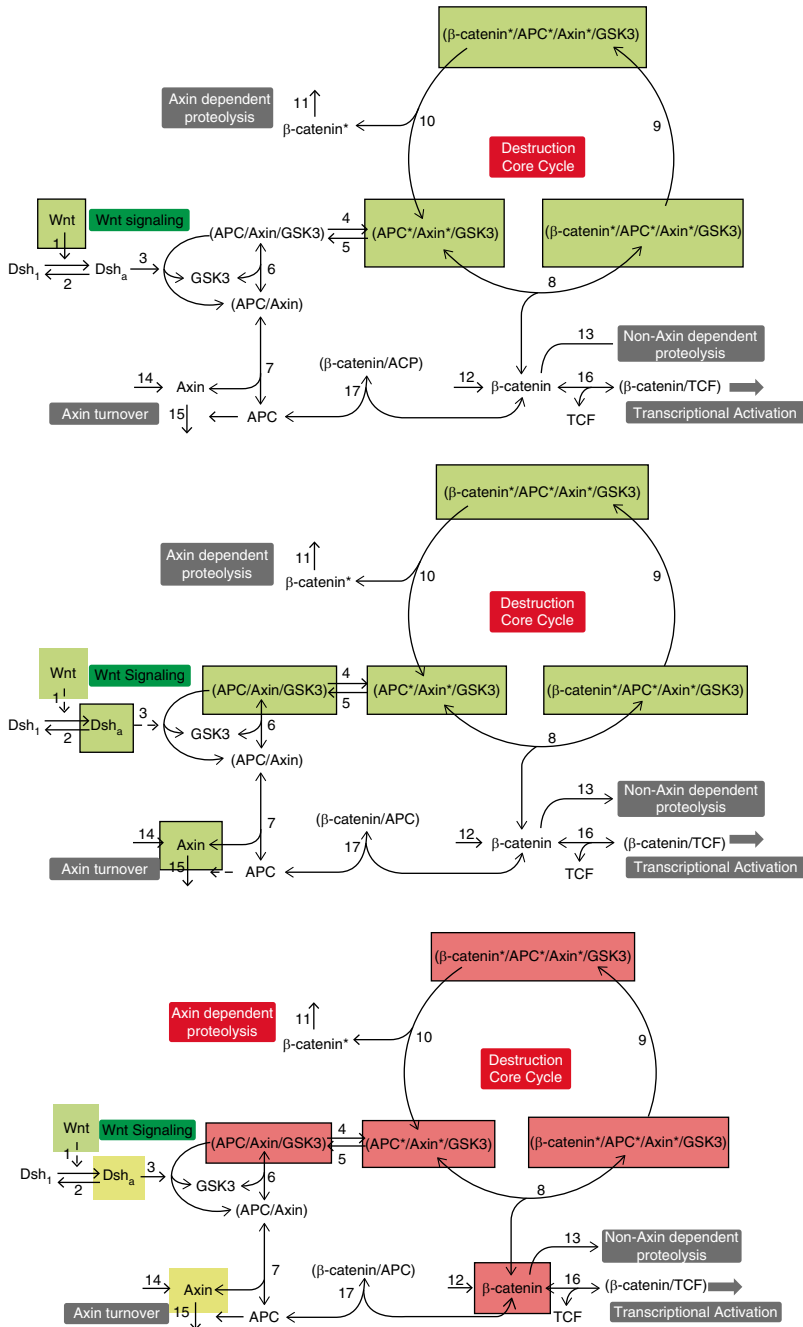 (β-catenin*/APC*/Axin*/GSK3)
Axin dependent
proteolysis
11
β-catenin*
10
9
Destruction
Core Cycle
Wnt
Wnt signaling
1
(APC/Axin/GSK3)
4
5
(APC*/Axin*/GSK3)
(β-catenin*/APC*/Axin*/GSK3)
Dsh1
2
Dsha
3
GSK3
6
8
(APC/Axin)
13
Non-Axin dependent
proteolysis
7
(β-catenin/ACP)
14
Axin
17
12
β-catenin
16
(β-catenin/TCF)
Axin turnover
15
APC
TCF
Transcriptional Activation
(β-catenin*/APC*/Axin*/GSK3)
Axin dependent
proteolysis
11
β-catenin*
10
9
Destruction
Core Cycle
Wnt
Wnt Signaling
1
(APC/Axin/GSK3)
4
5
(APC*/Axin*/GSK3)
(β-catenin*/APC*/Axin*/GSK3)
Dsh1
2
Dsha
3
GSK3
6
8
(APC/Axin)
13
Non-Axin dependent
proteolysis
7
(β-catenin/APC)
14
Axin
17
12
β-catenin
16
(β-catenin/TCF)
Axin turnover
15
APC
TCF
Transcriptional Activation
(β-catenin*/APC*/Axin*/GSK3)
Axin dependent
proteolysis
11
β-catenin*
10
9
Destruction
Core Cycle
Wnt
Wnt Signaling
1
(APC/Axin/GSK3)
4
5
(APC*/Axin*/GSK3)
(β-catenin*/APC*/Axin*/GSK3)
Dsh1
2
Dsha
3
GSK3
6
8
(APC/Axin)
13
Non-Axin dependent
proteolysis
7
(β-catenin/APC)
14
Axin
17
12
β-catenin
16
(β-catenin/TCF)
Axin turnover
15
APC
TCF
Transcriptional Activation